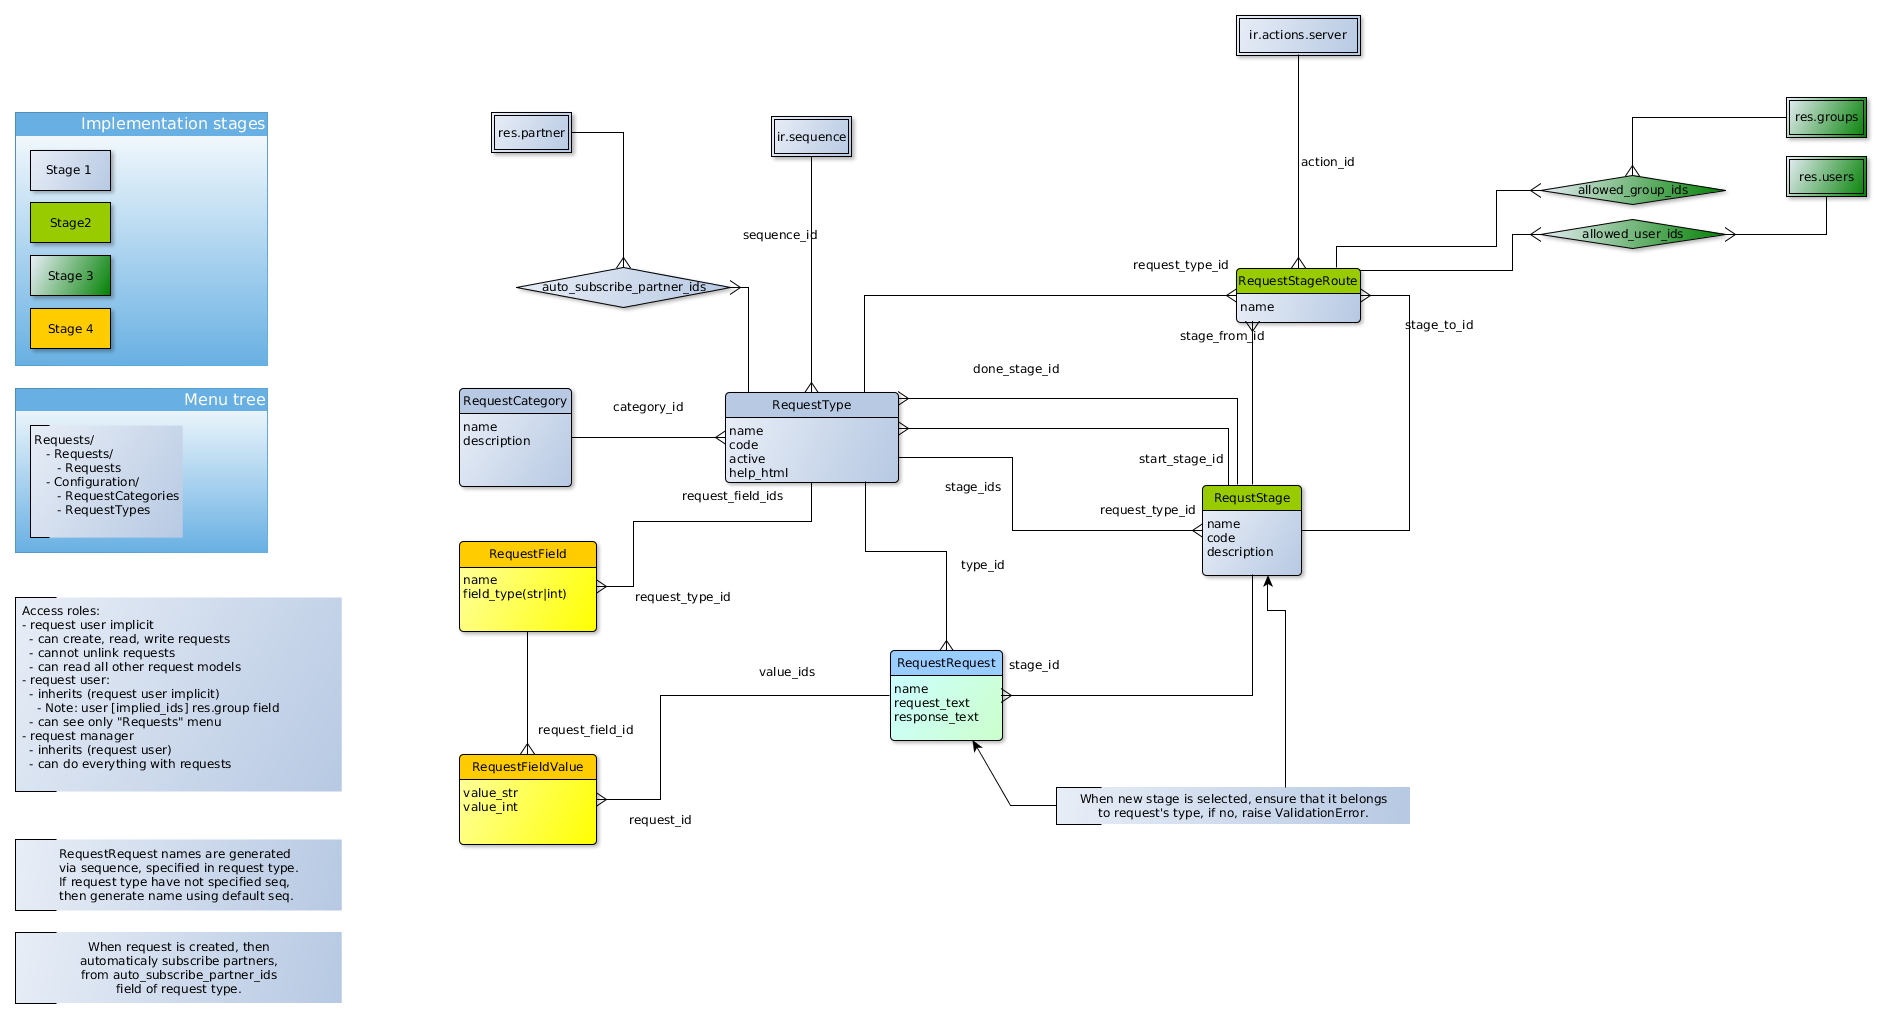 Implementation stages
Stage 1
Stage2
Stage 3
Stage 4
Menu tree
Requests/
- Requests/
- Requests
- Configuration/
- RequestCategories
- RequestTypes
Access roles:
- request user implicit
- can create, read, write requests
- cannot unlink requests
- can read all other request models
- request user:
- inherits (request user implicit)
- Note: user [implied_ids] res.group field
- can see only "Requests" menu
- request manager
- inherits (request user)
- can do everything with requests
RequestRequest names are generated
via sequence, specified in request type.
If request type have not specified seq,
then generate name using default seq.
When request is created, then
automaticaly subscribe partners,
from auto_subscribe_partner_ids
field of request type.
ir.actions.server
res.partner
ir.sequence
res.groups
res.users
action_id
allowed_group_ids
allowed_user_ids
sequence_id
auto_subscribe_partner_ids
request_type_id
RequestStageRoute
name
stage_from_id
stage_to_id
done_stage_id
RequestCategory
name
description
category_id
RequestType
name
code
active
help_html
start_stage_id
stage_ids
request_type_id
RequstStage
name
code
description
request_field_ids
RequestField
name
field_type(str|int)
request_type_id
type_id
RequestRequest
name
request_text
response_text
stage_id
value_ids
request_field_id
RequestFieldValue
value_str
value_int
request_id
When new stage is selected, ensure that it belongs
to request's type, if no, raise ValidationError.